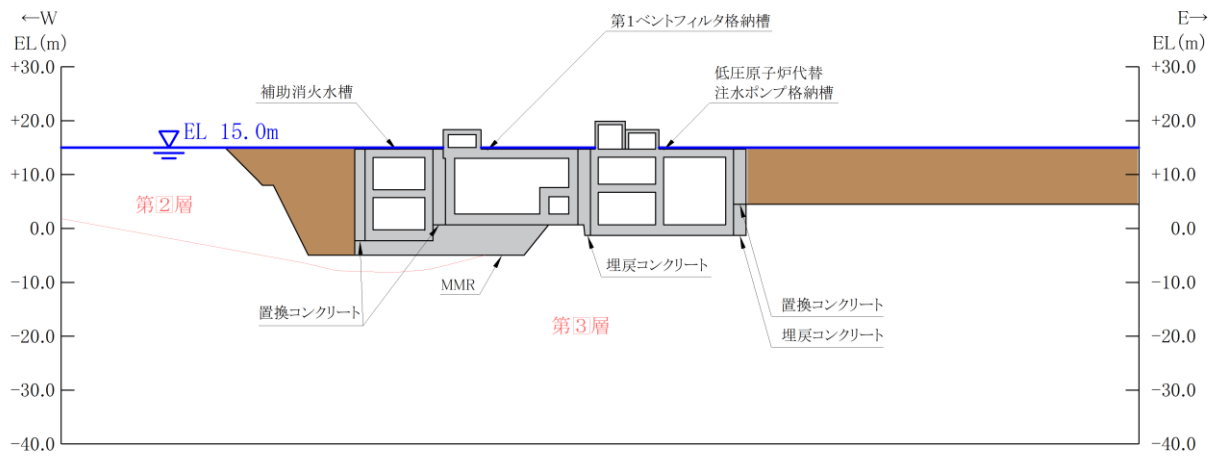 ←W
EL(m)
E→
EL(m)
第1ベントフィルタ格納槽
低圧原子炉代替
注水ポンプ格納槽
補助消火水槽
+30.0
+20.0
+10.0
0.0
-10.0
-20.0
-30.0
-40.0
EL 15.0m
第2層
埋戻コンクリート
MMR
置換コンクリート
第3層
置換コンクリート
埋戻コンクリート
+30.0
+20.0
+10.0
0.0
-10.0
-20.0
-30.0
-40.0